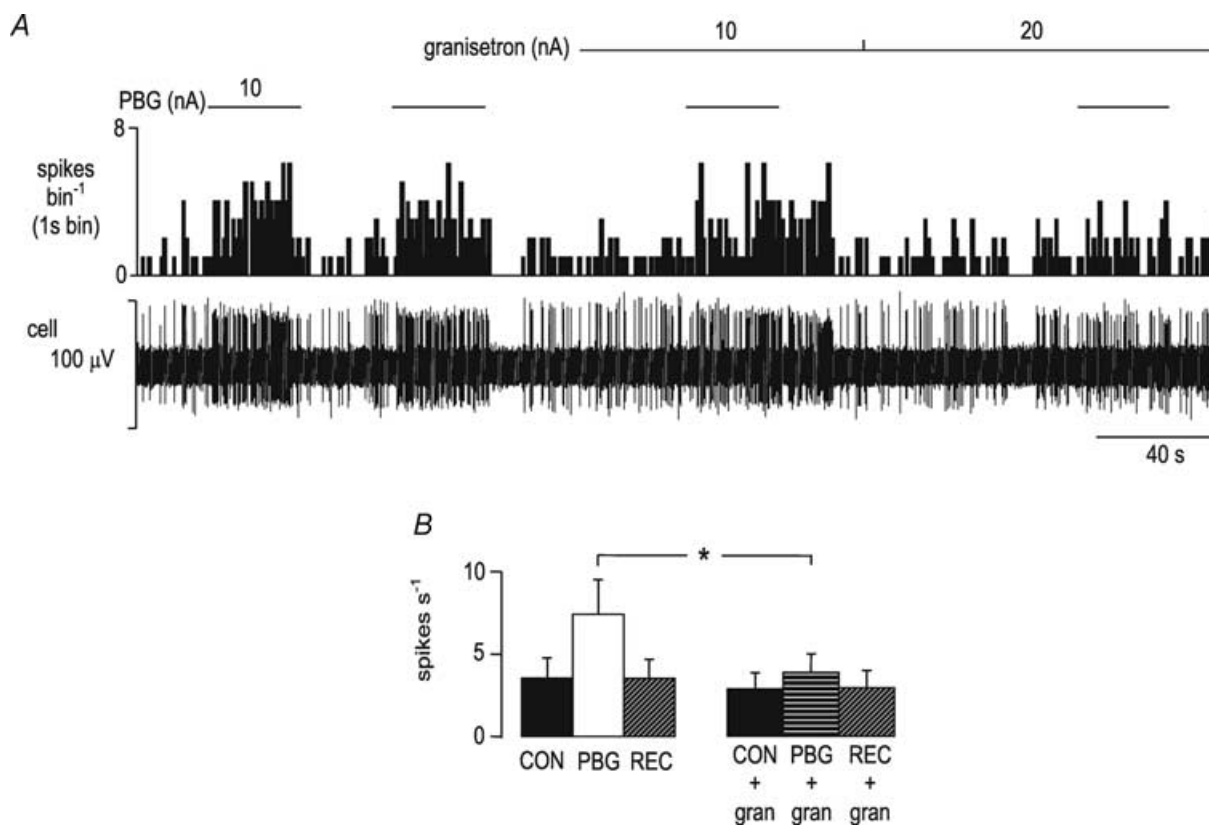 A
granisetron (nA) 10 20
PBG (nA) 10
8
spikes
bin-1
(1s bin)
0
cell
100 μV
40 s
B
*
10
spikes s-1
5
0
CON PBG REC
CON PBG REC
+ + +
gran gran gran